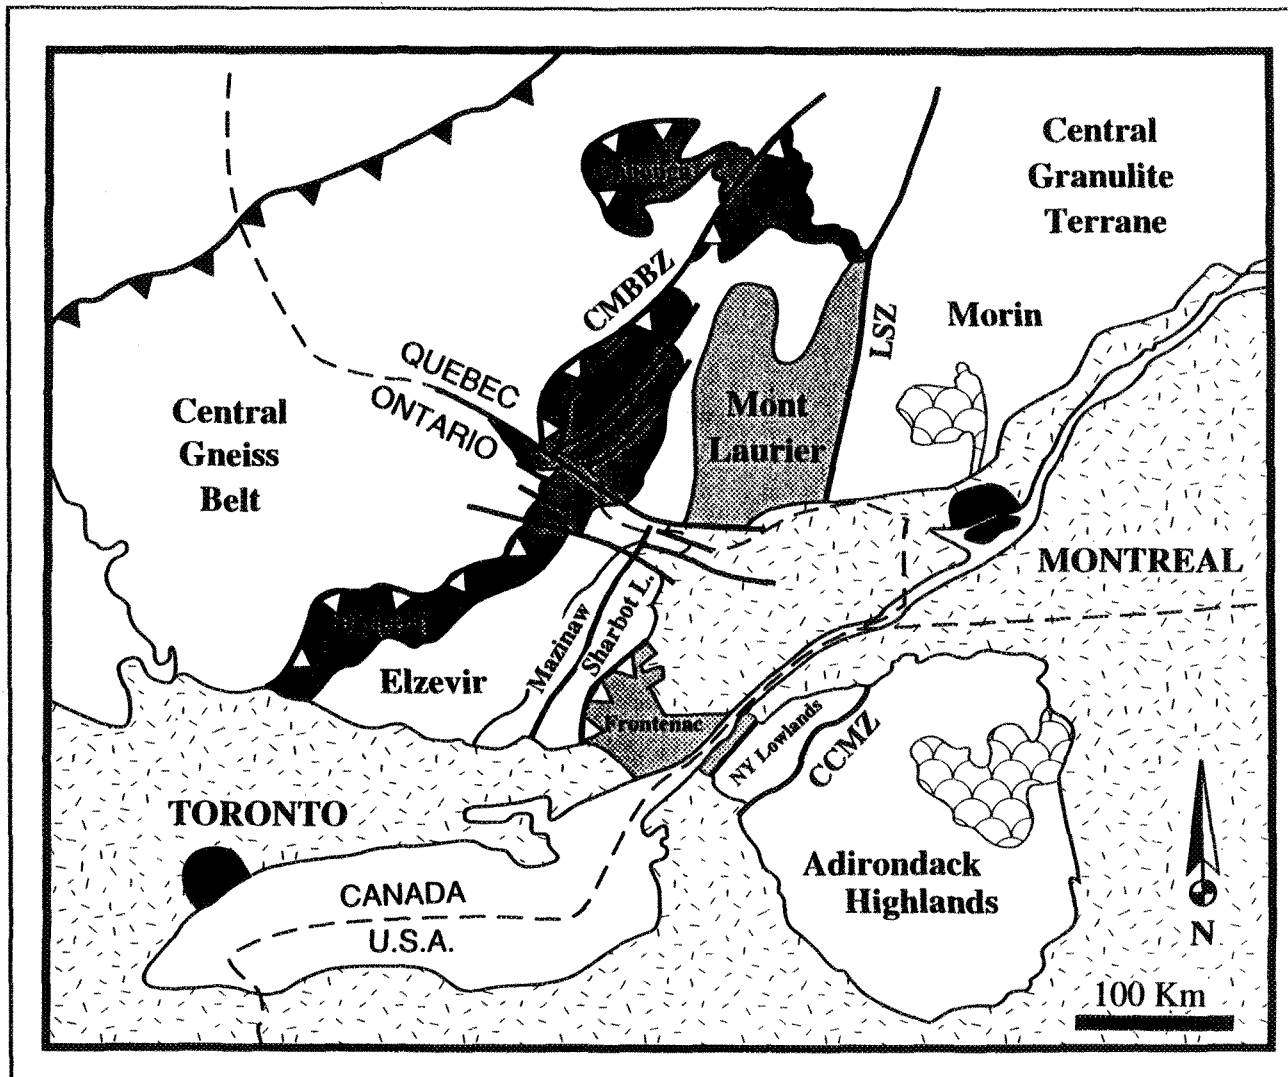 Central
Granulite
Terrane
CMBBZ
LSZ
Morin
QUEBEC
ONTARIO
Central
Gneiss
Belt
Mont
Laurier
MONTREAL
Mazinaw
Sharbot L.
Elzevir
Frontenac
NY Lowlands
CCMZ
TORONTO
CANADA
U.S.A.
Adirondack
Highlands
N
100 Km